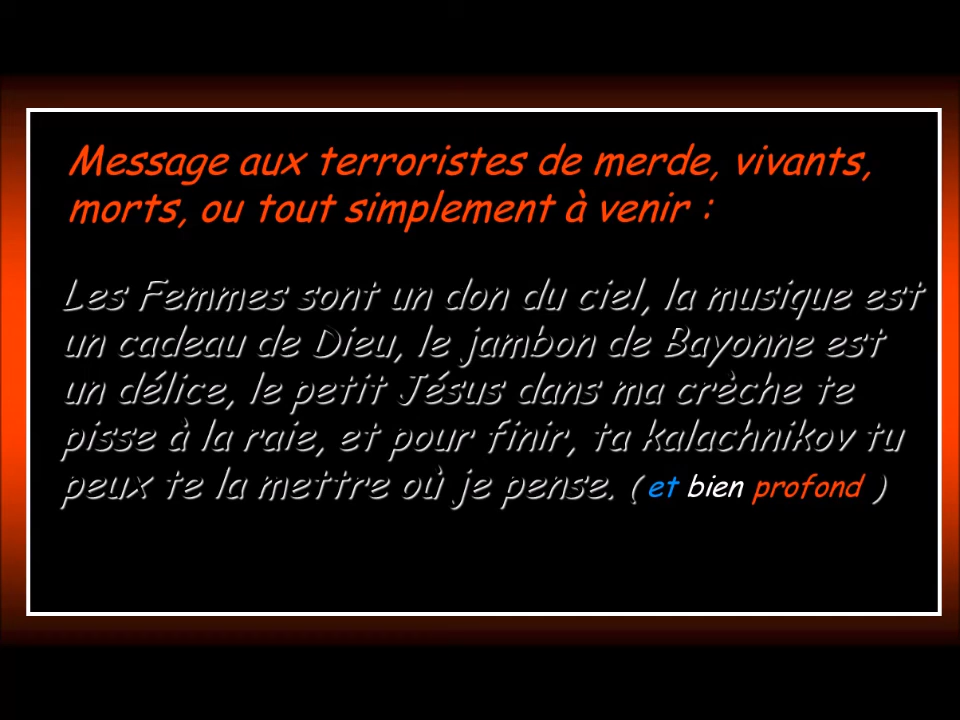 Message aux terroristes de merde, vivants,
morts, ou tout simplement à venir :
Les Femmes sont un don du ciel, la musique est
un cadeau de Dieu, le jambon de Bayonne est
un délice, le petit Jésus dans ma crèche te
pisse à la raie, et pour finir, ta kalachnikov tu
peux te la mettre où je pense. ( et bien profond )